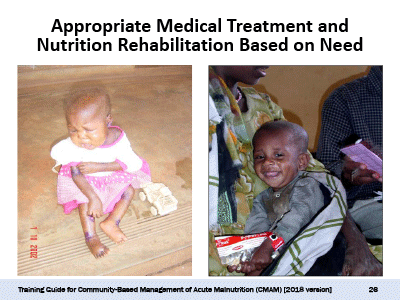 Appropriate Medical Treatment and
Nutrition Rehabilitation Based on Need
Training Guide for Community-Based Management of Acute Malnutrition (CMAM) [2018 version]
26